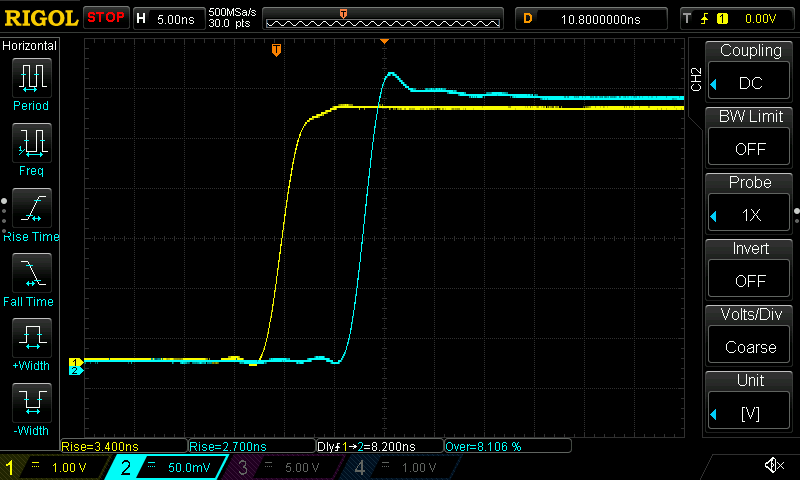 RIGOL STOP H 5.00ns 500MSa/s 30.0 pts T D 10.8000000ns T 1 0.00V
Horizontal
Period
Freq
Rise Time
Fall Time
+Width
-Width
T
1
2
CH2
Coupling
DC
BW Limit
OFF
Probe
1X
Invert
OFF
Volts/Div
Coarse
Unit
[V]
Rise=3.400ns Rise=2.700ns Dly1→2=8.200ns Over=8.106 %
1 = 1.00 V 2 = 50.0mV 3 = 5.00 V 4 = 1.00 V